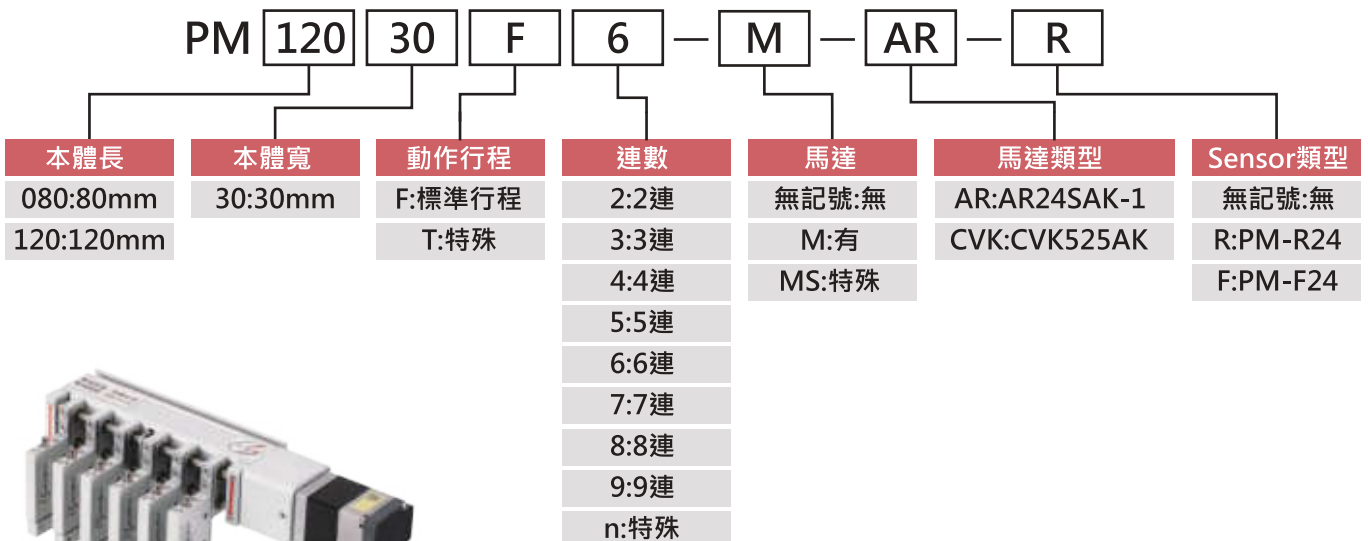 PM 120 30 F 6 — M — AR — R
本體長 本體寬 動作行程 連數 馬達 馬達類型 Sensor類型
080:80mm 30:30mm F:標準行程 2:2連 無記號:無 AR:AR24SAK-1 無記號:無
120:120mm T:特殊 3:3連 M:有 CVK:CVK525AK R:PM-R24
4:4連 MS:特殊 F:PM-F24
5:5連
6:6連
7:7連
8:8連
9:9連
n:特殊